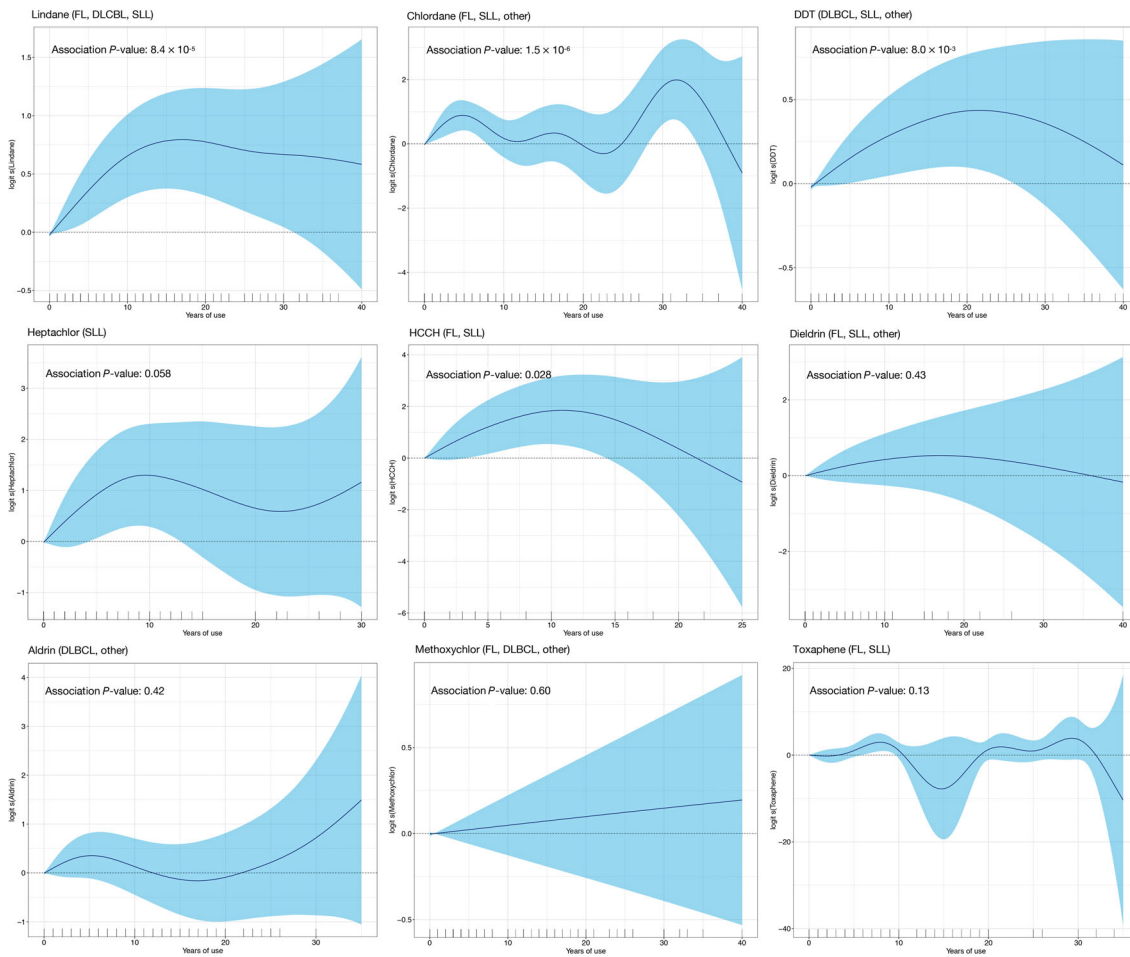 Lindane (FL, DLCBL, SLL)
Association P-value: 8.4 × 10-5
logit s(Lindane)
1.5
1.0
0.5
0.0
−0.5
0 10 20 30 40
Years of use
Chlordane (FL, SLL, other)
Association P-value: 1.5 × 10-6
logit s(Chlordane)
2
0
−2
−4
0 10 20 30 40
Years of use
DDT (DLBCL, SLL, other)
Association P-value: 8.0 × 10-3
logit s(DDT)
0.5
0.0
−0.5
0 10 20 30 40
Years of use
Heptachlor (SLL)
Association P-value: 0.058
logit s(Heptachlor)
3
2
1
0
−1
0 10 20 30
Years of use
HCCH (FL, SLL)
Association P-value: 0.028
logit s(HCCH)
4
2
0
−2
−4
−6
0 5 10 15 20 25
Years of use
Dieldrin (FL, SLL, other)
Association P-value: 0.43
logit s(Dieldrin)
2
0
−2
0 10 20 30 40
Years of use
Aldrin (DLBCL, other)
Association P-value: 0.42
logit s(Aldrin)
4
3
2
1
0
−1
0 10 20 30
Years of use
Methoxychlor (FL, DLBCL, other)
Association P-value: 0.60
logit s(Methoxychlor)
0.5
0.0
−0.5
0 10 20 30 40
Years of use
Toxaphene (FL, SLL)
Association P-value: 0.13
logit s(Toxaphene)
20
0
−20
−40
0 10 20 30
Years of use